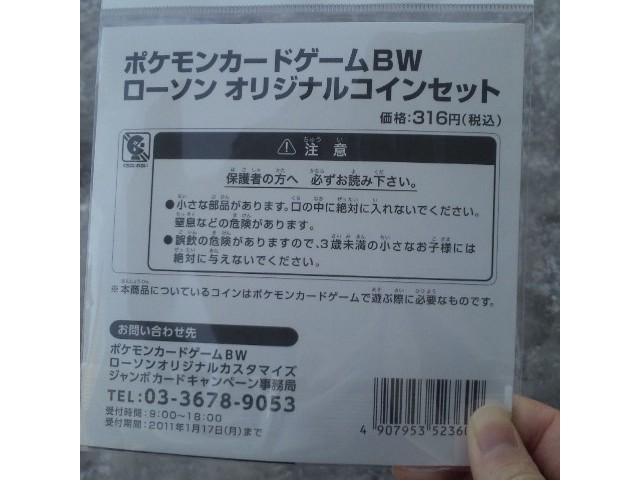 ポケモンカードゲームBW
ローソン オリジナルコインセット
価格:316円(税込)
注意
保護者の方へ 必ずお読み下さい。
●小さな部品があります。口の中に絶対に入れないでください。
窒息などの危険があります。
●誤飲の危険がありますので、3歳未満の小さなお子様には
絶対に与えないでください。
※本商品についているコインはポケモンカードゲームで遊ぶ際に必要なものです。
お問い合わせ先
ポケモンカードゲームBW
ローソンオリジナルカスタマイズ
ジャンボカードキャンペーン事務局
TEL:03-3678-9053
受付時間:9:00〜18:00
受付期間:2011年1月17日(月)まで
4 907953 52360